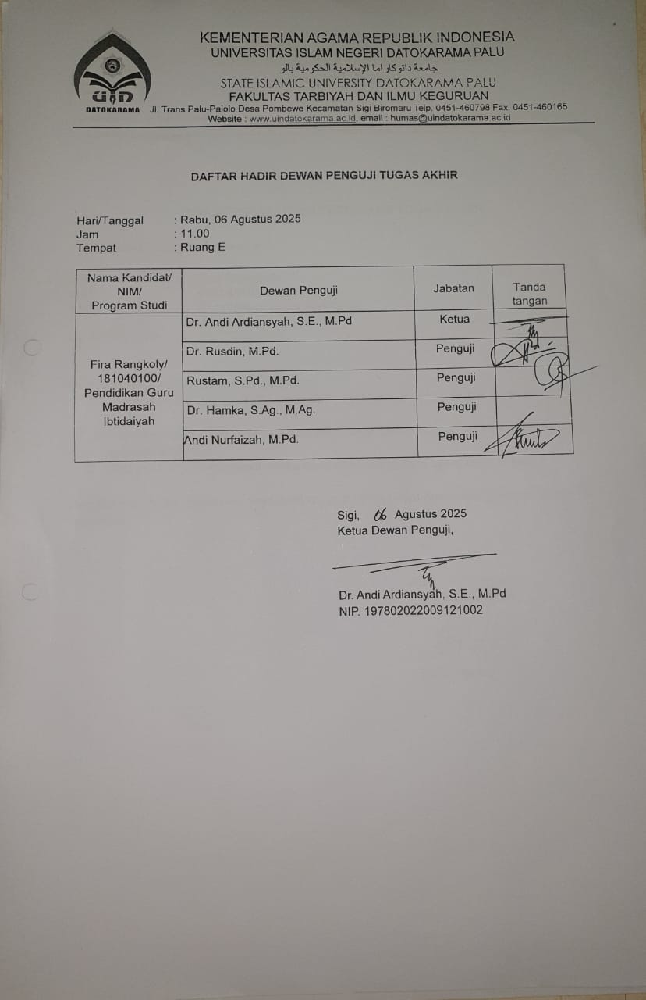 KEMENTERIAN AGAMA REPUBLIK INDONESIA
UNIVERSITAS ISLAM NEGERI DATOKARAMA PALU
جامعة داتوكاراما الإسلامية الحكومية بالو
STATE ISLAMIC UNIVERSITY DATOKARAMA PALU
FAKULTAS TARBIYAH DAN ILMU KEGURUAN
UIN
DATOKARAMA
Jl. Trans Palu-Palolo Desa Pombewe Kecamatan Sigi Biromaru Telp. 0451-460798 Fax. 0451-460165
Website : www.uindatokarama.ac.id, email : humas@uindatokarama.ac.id
DAFTAR HADIR DEWAN PENGUJI TUGAS AKHIR
Hari/Tanggal : Rabu, 06 Agustus 2025
Jam : 11.00
Tempat : Ruang E
Nama Kandidat/
NIM/
Program Studi
Dewan Penguji
Jabatan
Tanda
tangan
Fira Rangkoly/
181040100/
Pendidikan Guru
Madrasah
Ibtidaiyah
Dr. Andi Ardiansyah, S.E., M.Pd Ketua
Dr. Rusdin, M.Pd. Penguji
Rustam, S.Pd., M.Pd. Penguji
Dr. Hamka, S.Ag., M.Ag. Penguji
Andi Nurfaizah, M.Pd. Penguji
Sigi, 06 Agustus 2025
Ketua Dewan Penguji,
Dr. Andi Ardiansyah, S.E., M.Pd
NIP. 197802022009121002